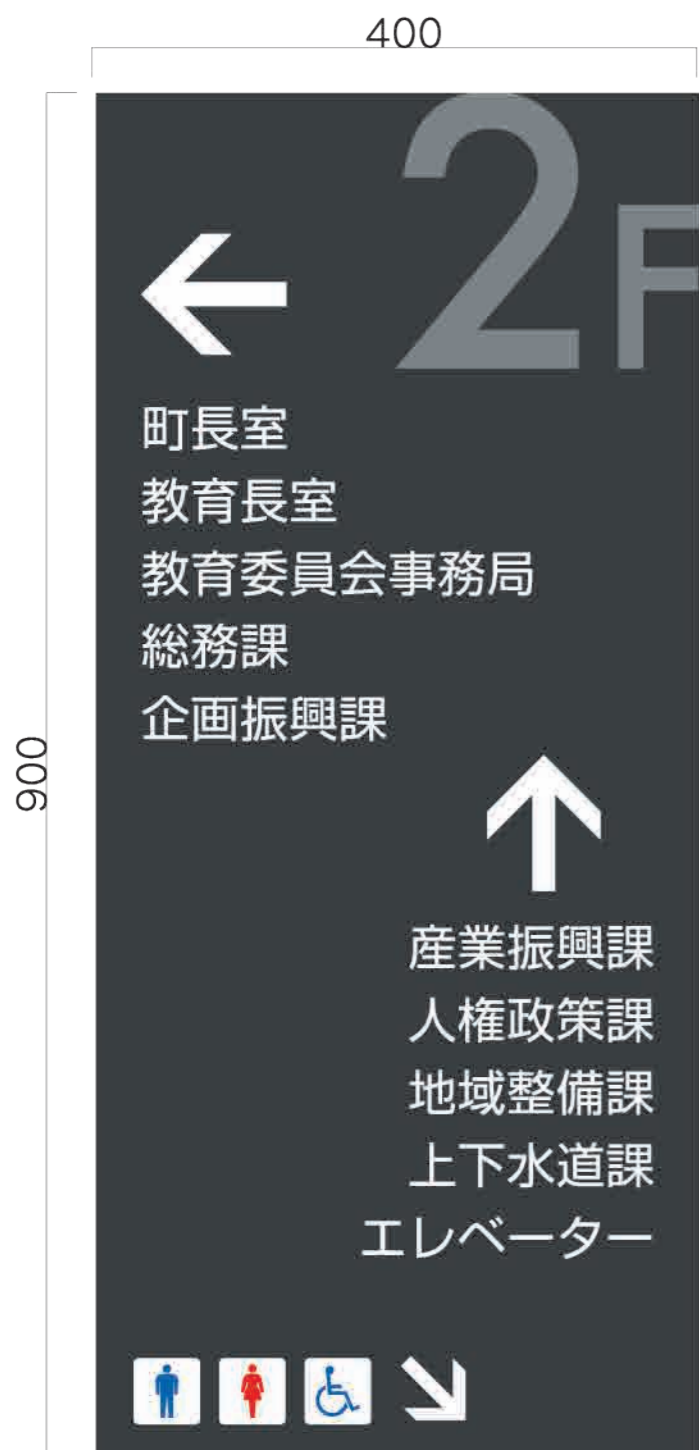 400
900
2F
町長室
教育長室
教育委員会事務局
総務課
企画振興課
産業振興課
人権政策課
地域整備課
上下水道課
エレベーター